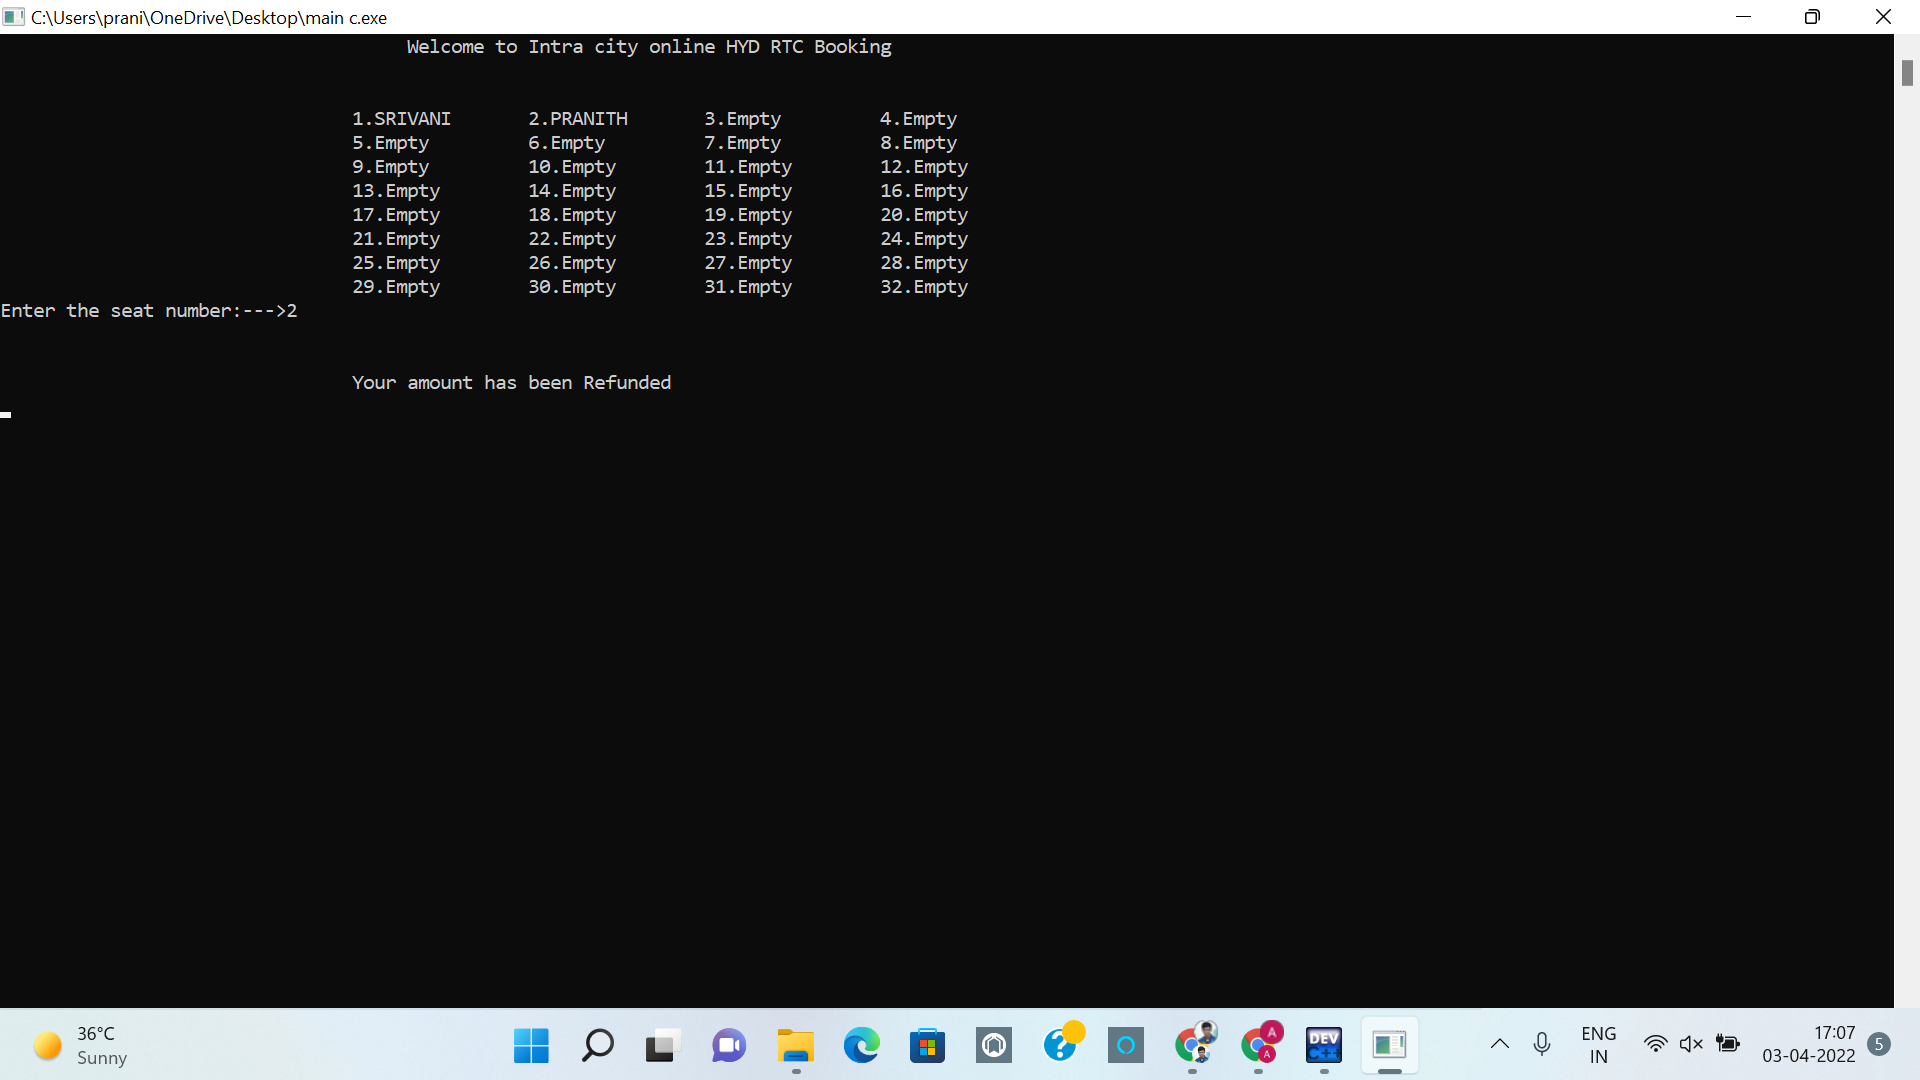 C:\Users\prani\OneDrive\Desktop\main c.exe
Welcome to Intra city online HYD RTC Booking
1.SRIVANI 2.PRANITH 3.Empty 4.Empty
5.Empty 6.Empty 7.Empty 8.Empty
9.Empty 10.Empty 11.Empty 12.Empty
13.Empty 14.Empty 15.Empty 16.Empty
17.Empty 18.Empty 19.Empty 20.Empty
21.Empty 22.Empty 23.Empty 24.Empty
25.Empty 26.Empty 27.Empty 28.Empty
29.Empty 30.Empty 31.Empty 32.Empty
Enter the seat number:--->2
Your amount has been Refunded
36°C
Sunny
A
A
DEV
C++
ENG
IN
17:07
03-04-2022
5